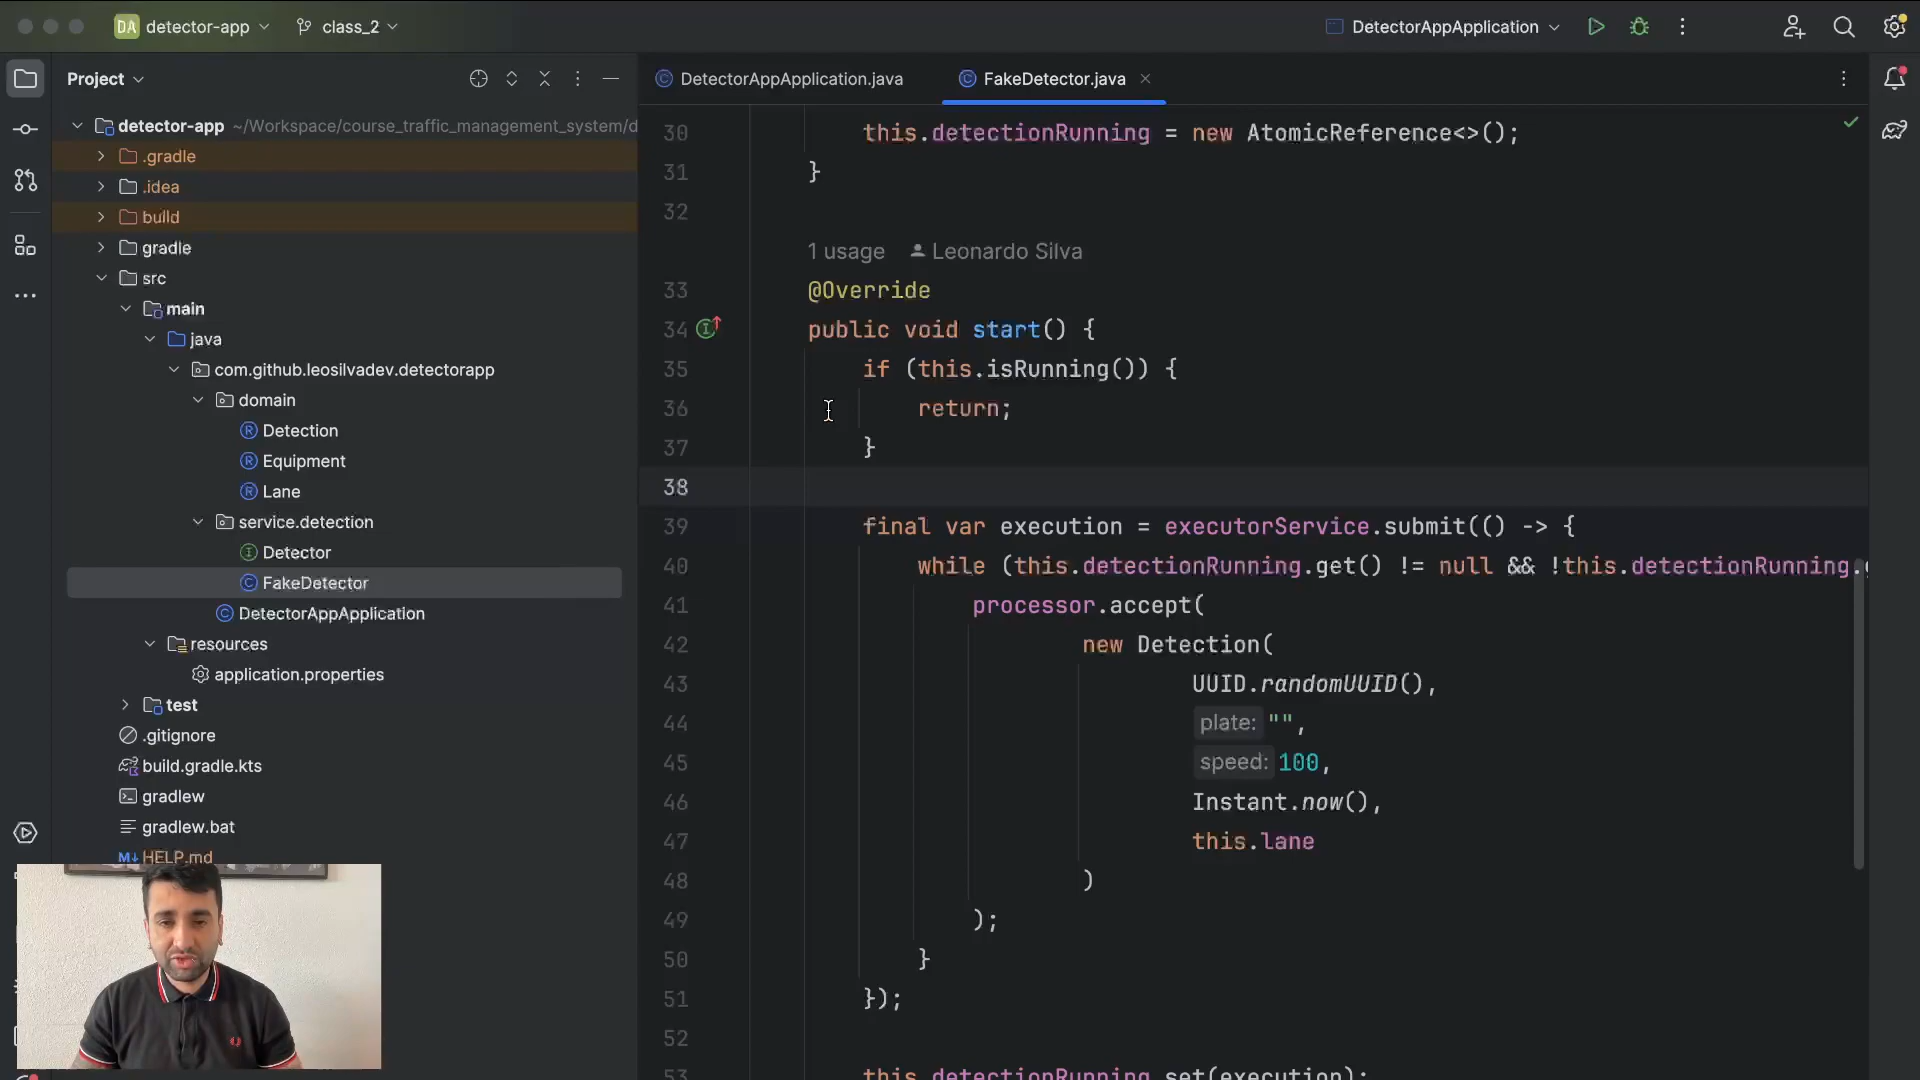 DA detector-app class_2 DetectorAppApplication
Project
DetectorAppApplication.java FakeDetector.java
detector-app ~/Workspace/course_traffic_management_system/d
.gradle
.idea
build
gradle
src
main
java
com.github.leosilvadev.detectorapp
domain
Detection
Equipment
Lane
service.detection
Detector
FakeDetector
DetectorAppApplication
resources
application.properties
test
.gitignore
build.gradle.kts
gradlew
gradlew.bat
HELP.md
30 this.detectionRunning = new AtomicReference<>();
31 }
32
1 usage Leonardo Silva
33 @Override
34 public void start() {
35 if (this.isRunning()) {
36 return;
37 }
38
39 final var execution = executorService.submit(() -> {
40 while (this.detectionRunning.get() != null && !this.detectionRunning.
41 processor.accept(
42 new Detection(
43 UUID.randomUUID(),
44 plate: "",
45 speed: 100,
46 Instant.now(),
47 this.lane
48 )
49 );
50 }
51 });
52
53 this.detectionRunning.set(execution);